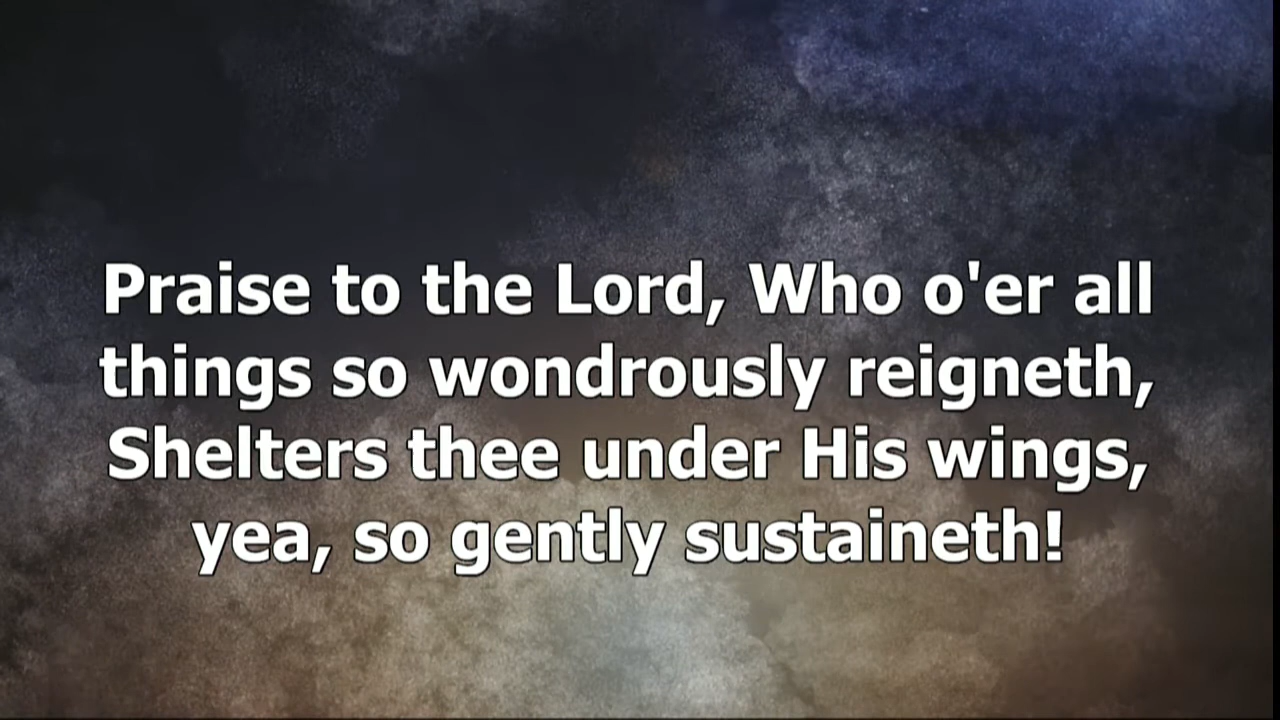 Praise to the Lord, Who o'er all
things so wondrously reigneth,
Shelters thee under His wings,
yea, so gently sustaineth!